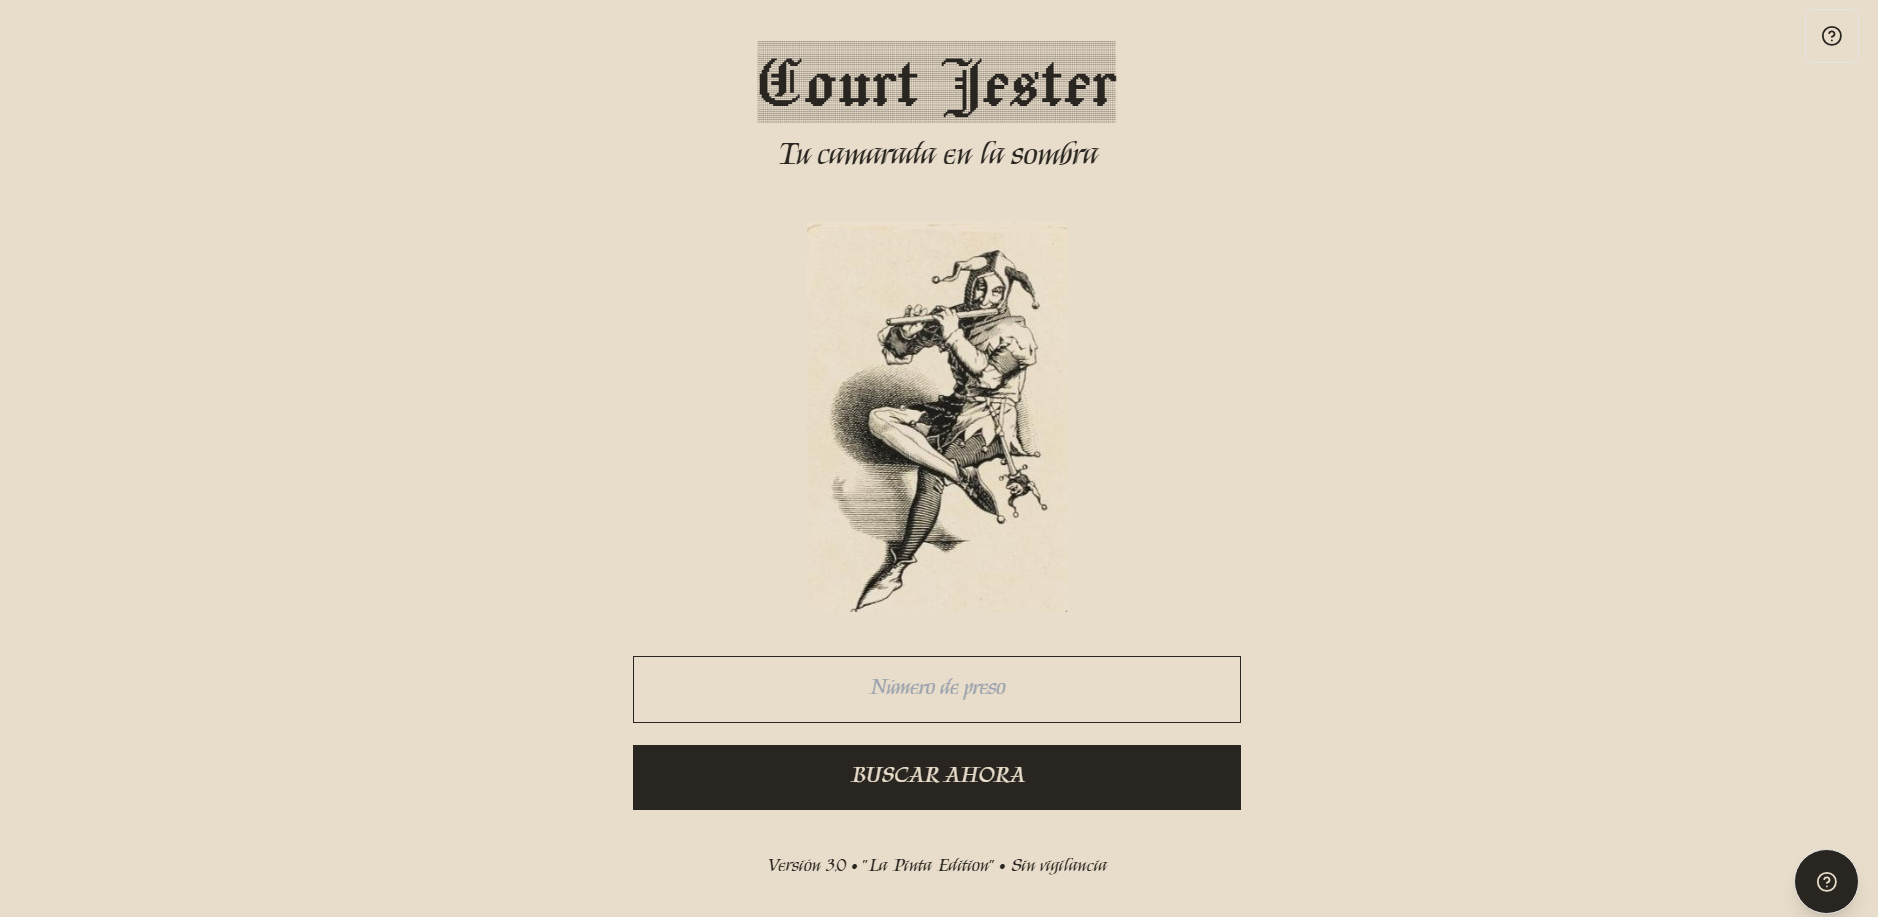 Court Jester
Tu camarada en la sombra
Número de preso
BUSCAR AHORA
Versión 3.0 • "La Pinta Edition" • Sin vigilancia